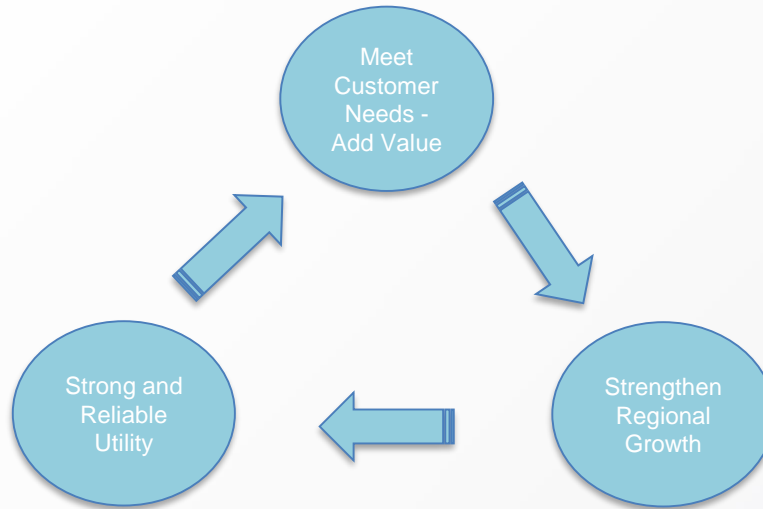 Meet
Customer
Needs -
Add Value
Strong and
Reliable
Utility
Strengthen
Regional
Growth